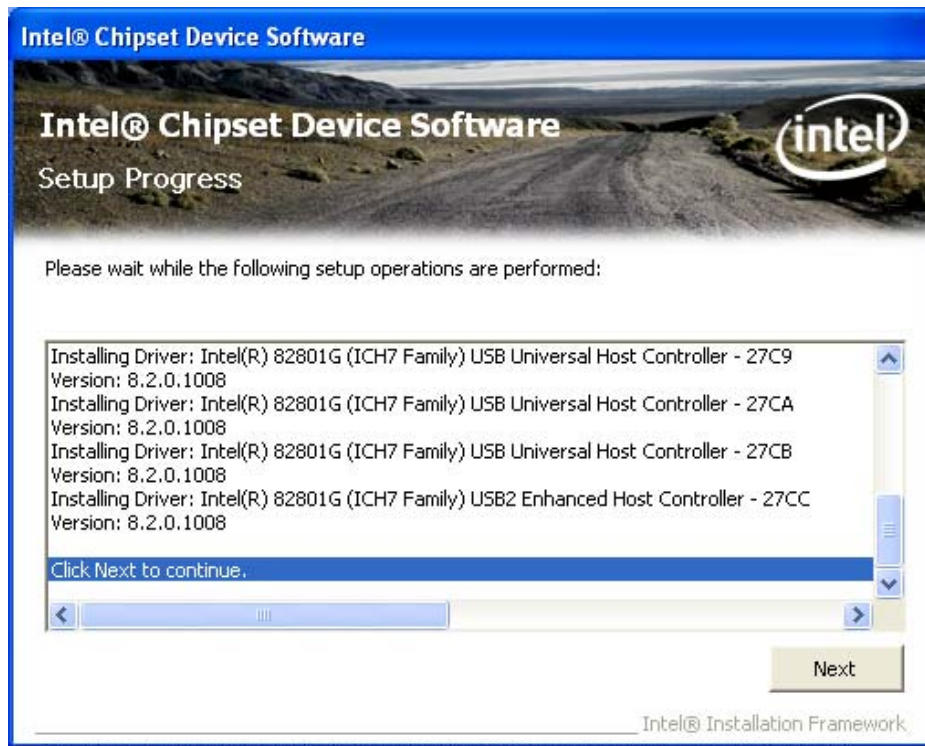 Intel® Chipset Device Software
Intel® Chipset Device Software
intel
Setup Progress
Please wait while the following setup operations are performed:
Installing Driver: Intel(R) 82801G (ICH7 Family) USB Universal Host Controller - 27C9
Version: 8.2.0.1008
Installing Driver: Intel(R) 82801G (ICH7 Family) USB Universal Host Controller - 27CA
Version: 8.2.0.1008
Installing Driver: Intel(R) 82801G (ICH7 Family) USB Universal Host Controller - 27CB
Version: 8.2.0.1008
Installing Driver: Intel(R) 82801G (ICH7 Family) USB2 Enhanced Host Controller - 27CC
Version: 8.2.0.1008
Click Next to continue.
Next
Intel® Installation Framework